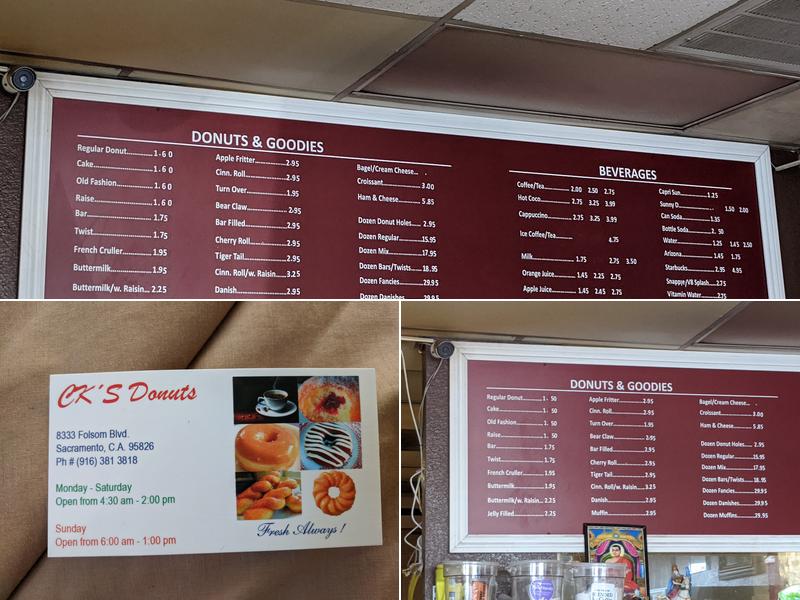 DONUTS & GOODIES
Regular Donut 1.60
Cake 1.60
Old Fashion 1.60
Raise 1.60
Bar 1.75
Twist 1.75
French Cruller 1.95
Buttermilk 1.95
Buttermilk/w. Raisin 2.25
Apple Fritter 2.95
Cinn. Roll 2.95
Turn Over 1.95
Bear Claw 2.95
Bar Filled 2.95
Cherry Roll 2.95
Tiger Tail 2.95
Cinn. Roll/w Raisin 3.25
Danish 2.95
Bagel/Cream Cheese
Croissant 3.00
Ham & Cheese 5.85
Dozen Donut Holes 2.95
Dozen Regular 15.95
Dozen Mix 17.95
Dozen Bars/Twists 18.95
Dozen Fancies 29.95
Dozen Danishes 29.95
BEVERAGES
Coffee/Tea 2.00 2.50 2.75
Hot Coco 2.75 3.25 3.99
Cappuccino 2.25 3.25 3.99
Ice Coffee/Tea 4.75
Milk 1.75 2.75 3.50
Orange Juice 1.45 2.25 2.75
Apple Juice 1.45 2.45 2.75
Capri Sun 1.25
Sunny D 1.50 2.00
Can Soda 1.35
Bottle Soda 2.50
Water 1.25 1.45 3.50
Arizona 1.45 1.75
Starbucks 2.95 4.95
Snapple/V8 Splash 2.75
Vitamin Water 2.75
CK'S Donuts
8333 Folsom Blvd.
Sacramento, C.A. 95826
Ph # (916) 381 3818
Monday - Saturday
Open from 4:30 am - 2:00 pm
Sunday
Open from 6:00 am - 1:00 pm
Fresh Always !
DONUTS & GOODIES
Regular Donut 1.50
Cake 1.50
Old Fashion 1.50
Raise 1.50
Bar 1.75
Twist 1.75
French Cruller 1.95
Buttermilk 1.95
Buttermilk/w Raisin 2.25
Jelly Filled 2.25
Apple Fritter 2.95
Cinn. Roll 2.95
Turn Over 1.95
Bear Claw 2.95
Bar Filled 2.95
Cherry Roll 2.95
Tiger Tail 2.95
Cinn. Roll/w Raisin 3.25
Danish 2.95
Muffin 2.95
Bagel/Cream Cheese
Croissant 3.00
Ham & Cheese 5.85
Dozen Donut Holes 2.95
Dozen Regular 15.95
Dozen Mix 17.95
Dozen Bars/Twists 18.95
Dozen Fancies 29.95
Dozen Danishes 29.95
Dozen Muffins 29.95